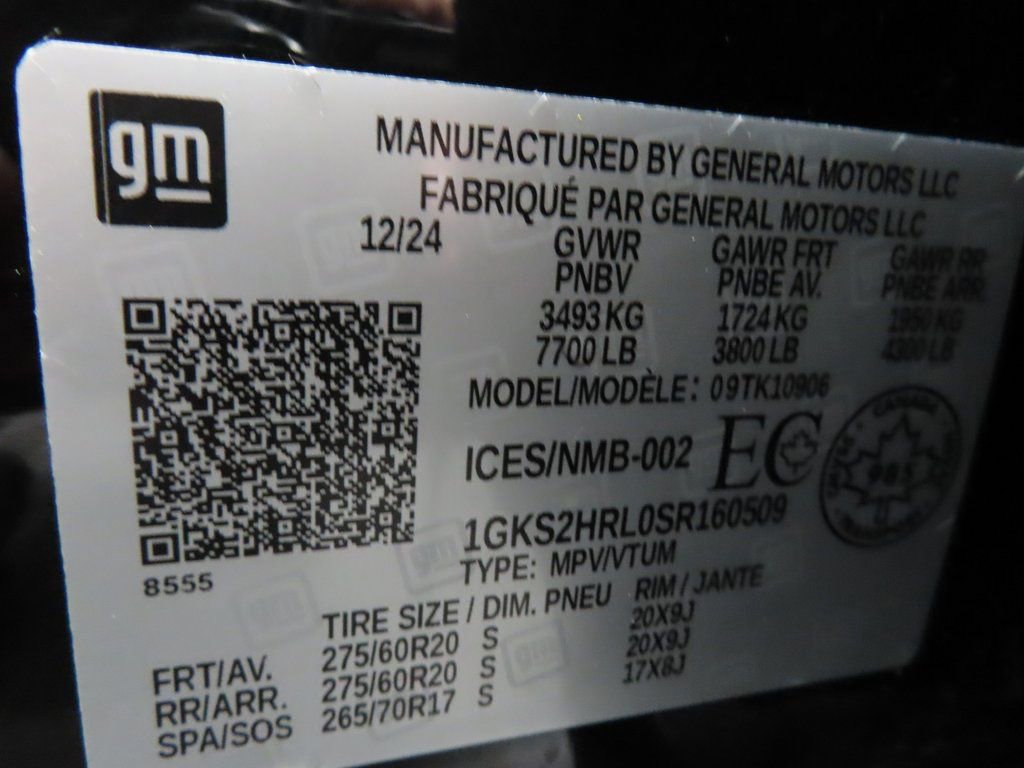 gm
MANUFACTURED BY GENERAL MOTORS LLC
FABRIQUÉ PAR GENERAL MOTORS LLC
12/24 GVWR GAWR FRT GAWR RR
PNBV PNBE AV. PNBE ARR.
3493 KG 1724 KG 1950 KG
7700 LB 3800 LB 4300 LB
MODEL/MODÈLE: 09TK10906
ICES/NMB-002 EC
CANADA
985
1GKS2HRL0SR160509
TYPE: MPV/VTUM
8555
TIRE SIZE / DIM. PNEU RIM / JANTE
FRT/AV. 275/60R20 S 20X9J
RR/ARR. 275/60R20 S 20X9J
SPA/SOS 265/70R17 S 17X8J